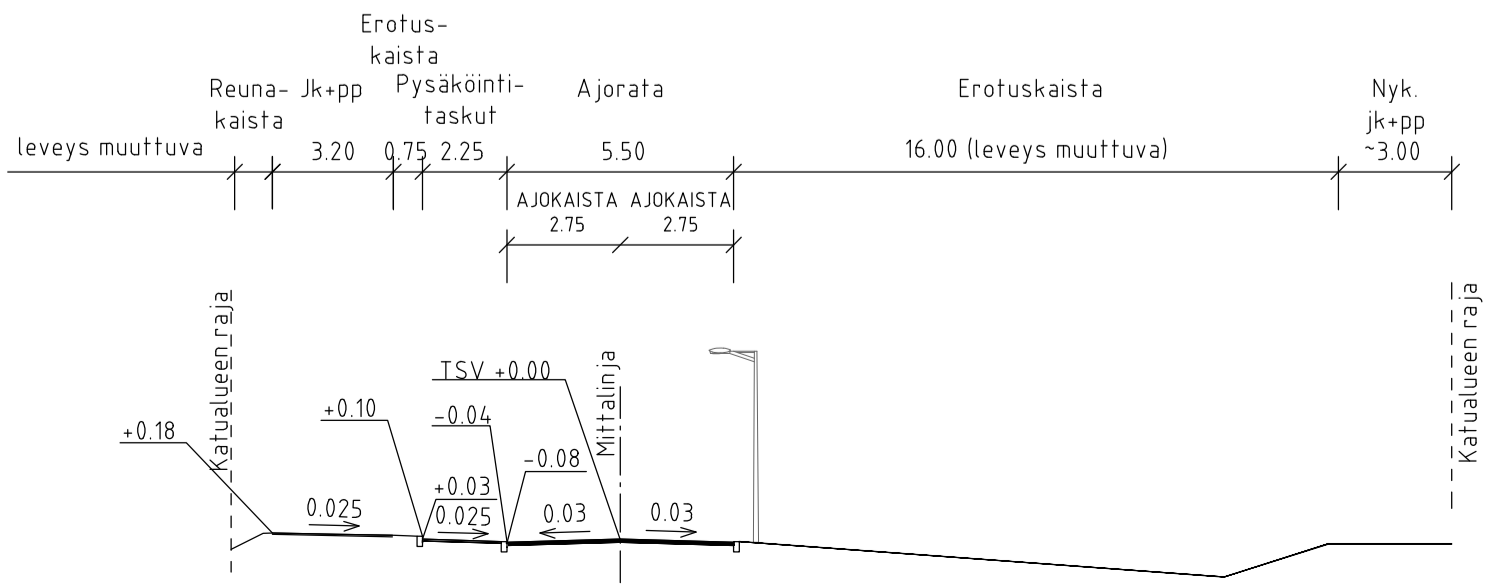 Erotus-
kaista
Reuna-
kaista
Jk+pp
Pysäköinti-
taskut
Ajorata
Erotuskaista
Nyk.
jk+pp
~3.00
leveys muuttuva
3.20
0.75
2.25
5.50
16.00 (leveys muuttuva)
AJOKAISTA
2.75
AJOKAISTA
2.75
Katualueen raja
Mittalinja
Katualueen raja
TSV +0.00
+0.10
-0.04
+0.18
-0.08
+0.03
0.025
0.025
0.03
0.03